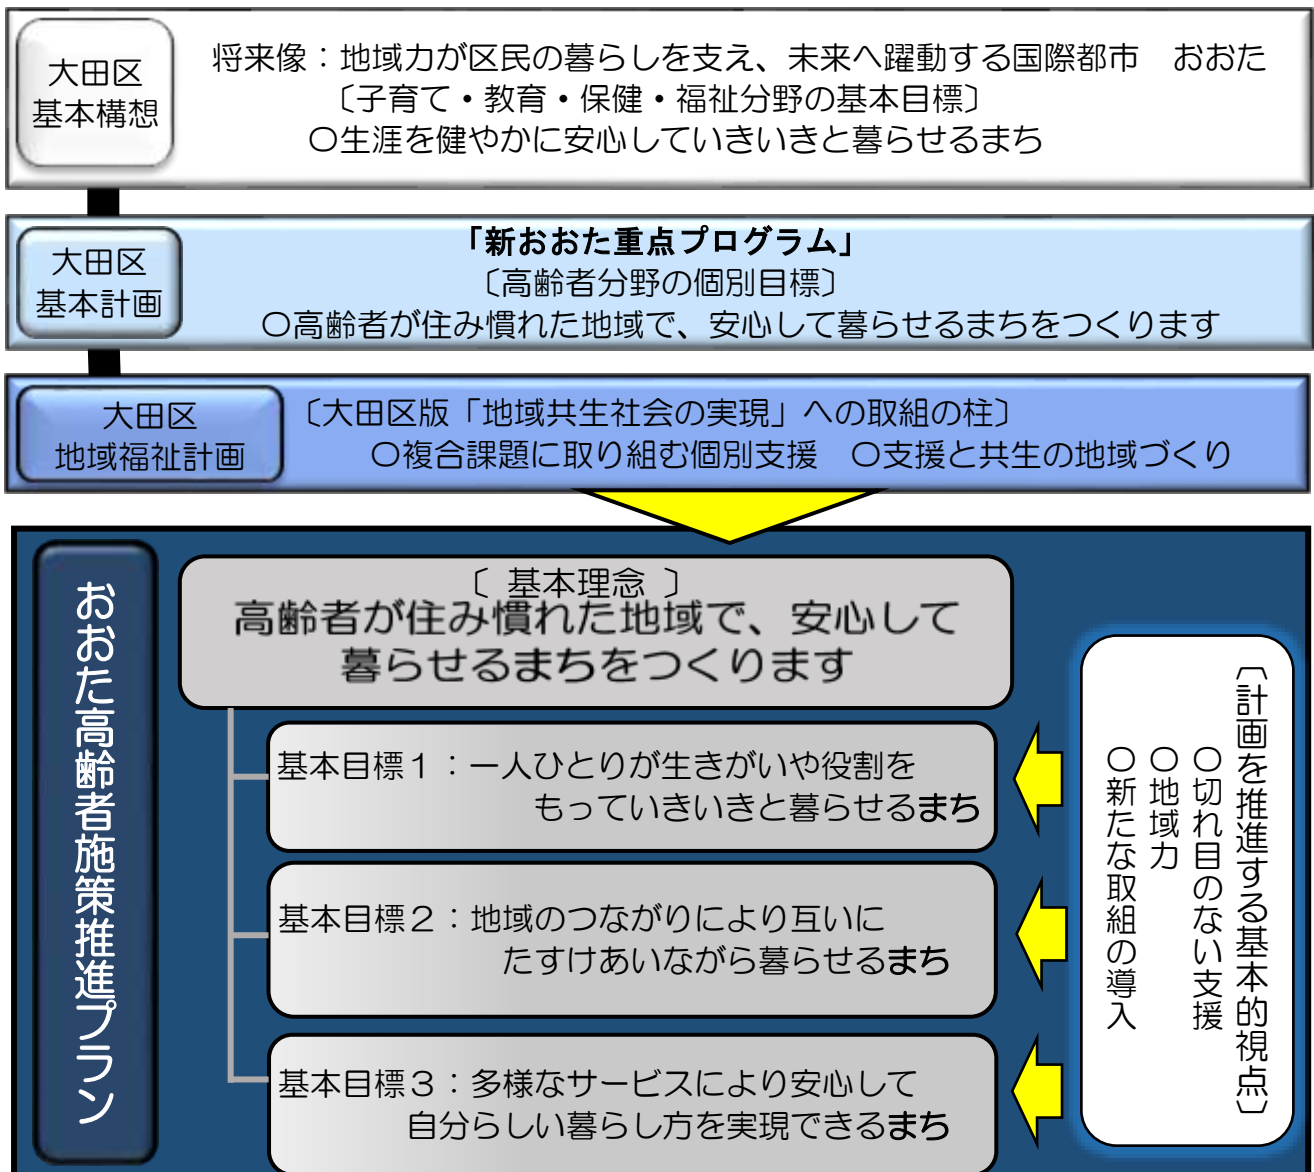 大田区
基本構想
将来像：地域力が区民の暮らしを支え、未来へ躍動する国際都市　おおた
〔子育て・教育・保健・福祉分野の基本目標〕
〇生涯を健やかに安心していきいきと暮らせるまち
大田区
基本計画
「新おおた重点プログラム」
〔高齢者分野の個別目標〕
〇高齢者が住み慣れた地域で、安心して暮らせるまちをつくります
大田区
地域福祉計画
〔大田区版「地域共生社会の実現」への取組の柱〕
〇複合課題に取り組む個別支援　〇支援と共生の地域づくり
おおた高齢者施策推進プラン
〔 基本理念 〕
高齢者が住み慣れた地域で、安心して
暮らせるまちをつくります
基本目標１：一人ひとりが生きがいや役割を
もっていきいきと暮らせるまち
基本目標２：地域のつながりにより互いに
たすけあいながら暮らせるまち
基本目標３：多様なサービスにより安心して
自分らしい暮らし方を実現できるまち
〔計画を推進する基本的視点〕
〇切れ目のない支援
〇地域力
〇新たな取組の導入